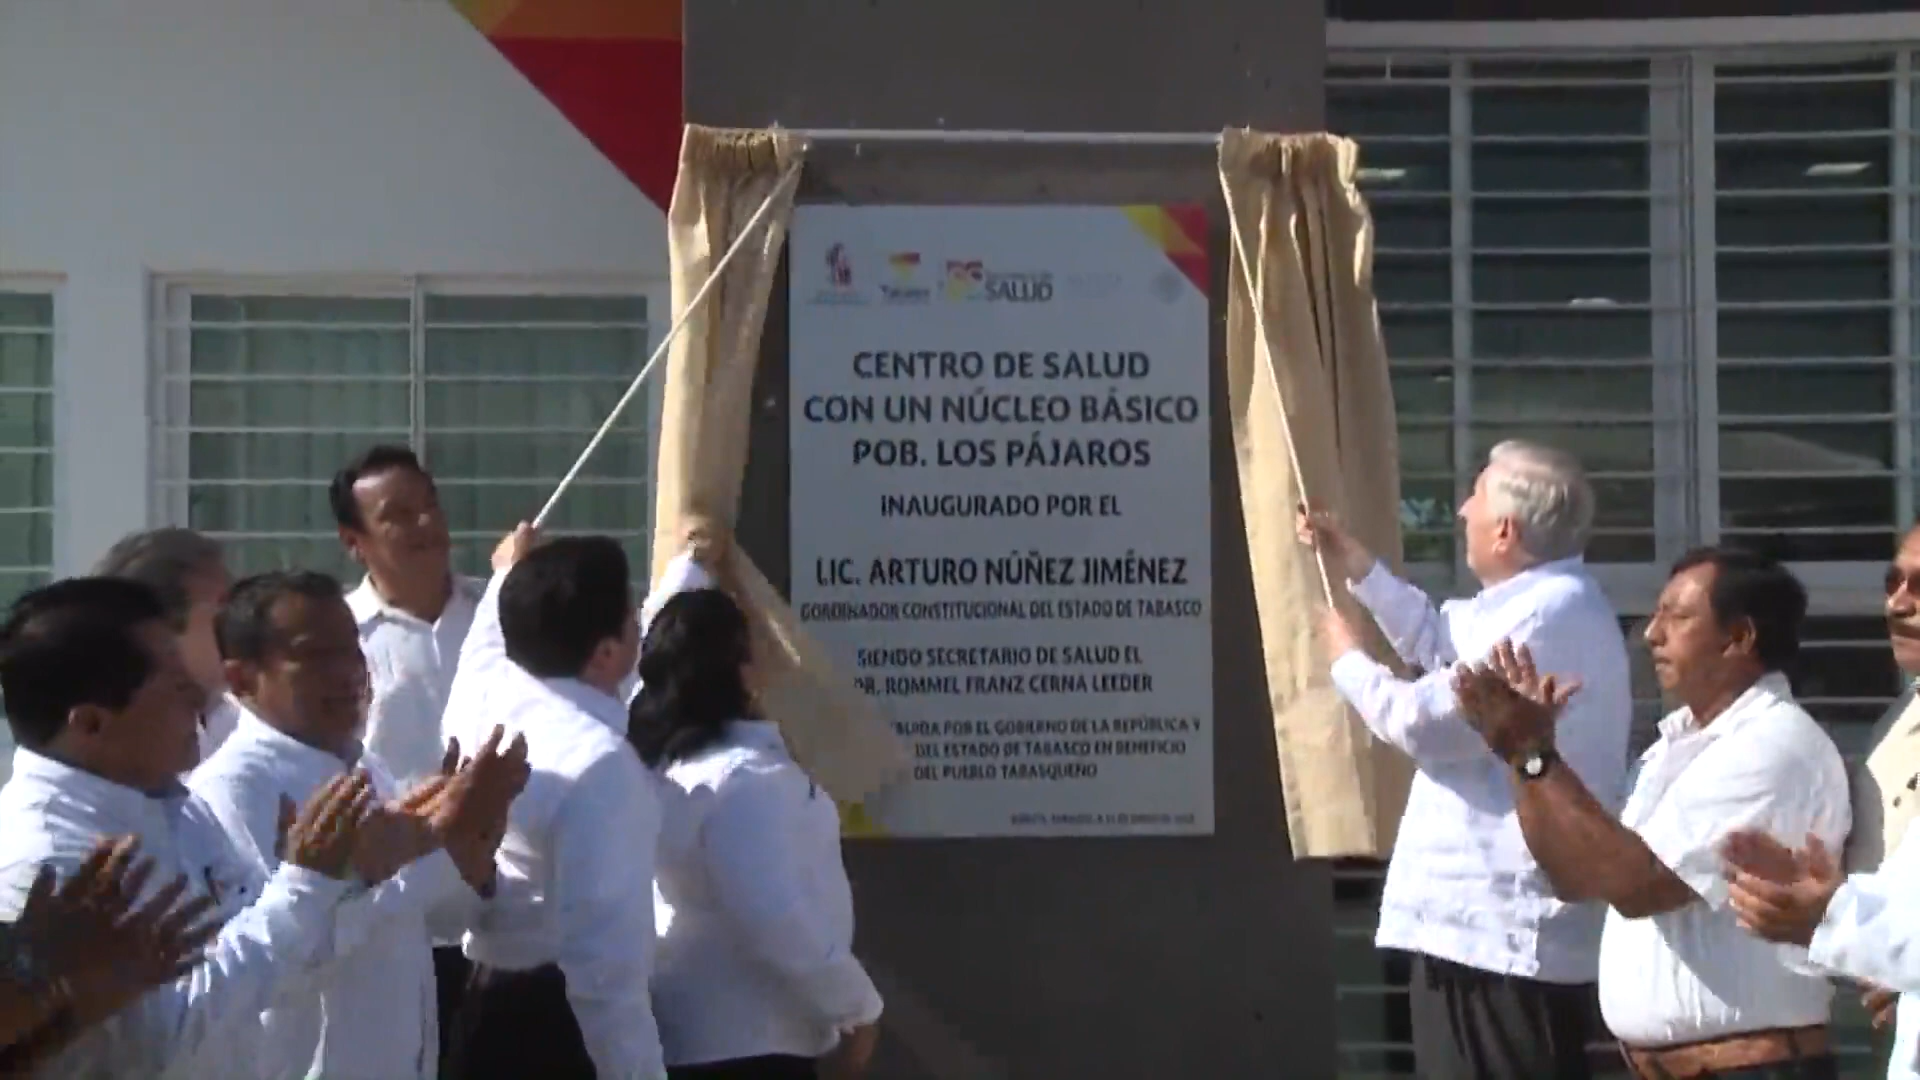 Tabasco
SALUD
CENTRO DE SALUD
CON UN NÚCLEO BÁSICO
POB. LOS PÁJAROS
INAUGURADO POR EL
LIC. ARTURO NÚÑEZ JIMÉNEZ
GOBERNADOR CONSTITUCIONAL DEL ESTADO DE TABASCO
SIENDO SECRETARIO DE SALUD EL
DR. ROMMEL FRANZ CERNA LEEDER
POR EL GOBIERNO DE LA REPÚBLICA Y
DEL ESTADO DE TABASCO EN BENEFICIO
DEL PUEBLO TABASQUEÑO